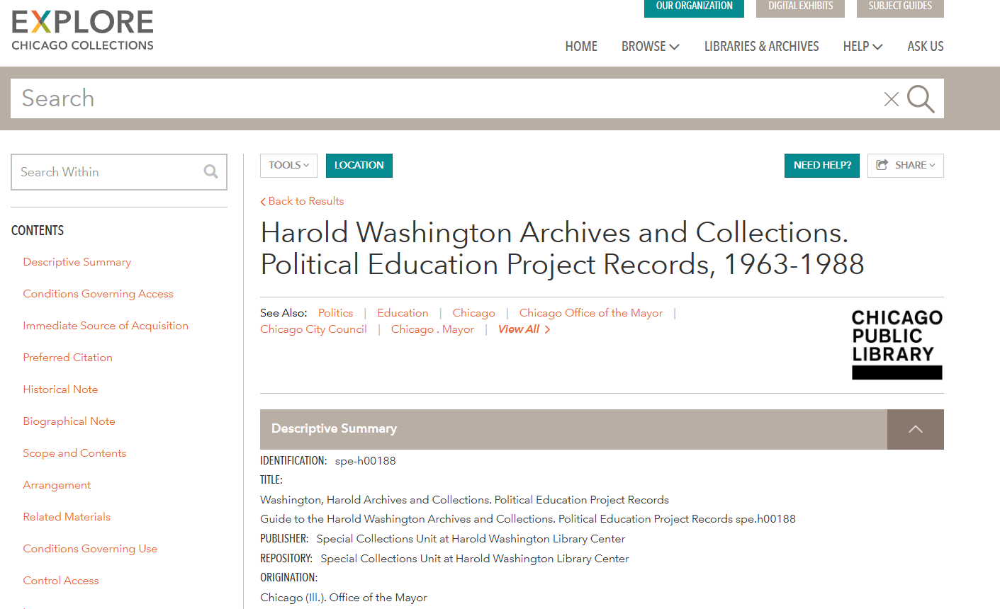 EXPLORE
CHICAGO COLLECTIONS
OUR ORGANIZATION
DIGITAL EXHIBITS
SUBJECT GUIDES
HOME
BROWSE
LIBRARIES & ARCHIVES
HELP
ASK US
Search
Search Within
CONTENTS
Descriptive Summary
Conditions Governing Access
Immediate Source of Acquisition
Preferred Citation
Historical Note
Biographical Note
Scope and Contents
Arrangement
Related Materials
Conditions Governing Use
Control Access
TOOLS
LOCATION
NEED HELP?
SHARE
Back to Results
Harold Washington Archives and Collections.
Political Education Project Records, 1963-1988
See Also: Politics | Education | Chicago | Chicago Office of the Mayor |
Chicago City Council | Chicago . Mayor | View All
CHICAGO
PUBLIC
LIBRARY
Descriptive Summary
IDENTIFICATION: spe-h00188
TITLE:
Washington, Harold Archives and Collections. Political Education Project Records
Guide to the Harold Washington Archives and Collections. Political Education Project Records spe.h00188
PUBLISHER: Special Collections Unit at Harold Washington Library Center
REPOSITORY: Special Collections Unit at Harold Washington Library Center
ORIGINATION:
Chicago (Ill.). Office of the Mayor